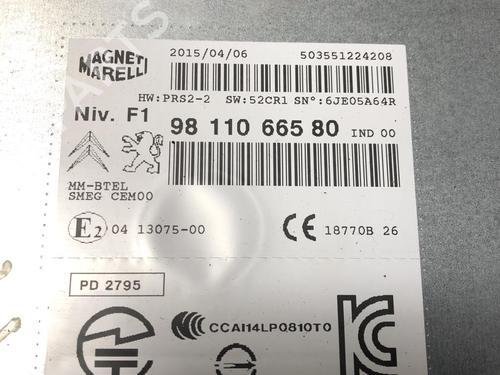 MAGNETI
MARELLI
2015/04/06
503551224208
HW:PRS2-2 SW:52CR1 SN°:6JE05A64R
Niv. F1
98 110 665 80 IND 00
MM-BTEL
SMEG CEM00
E2 04 13075-00
CE 18770B 26
PD 2795
CCAI14LP0810T0